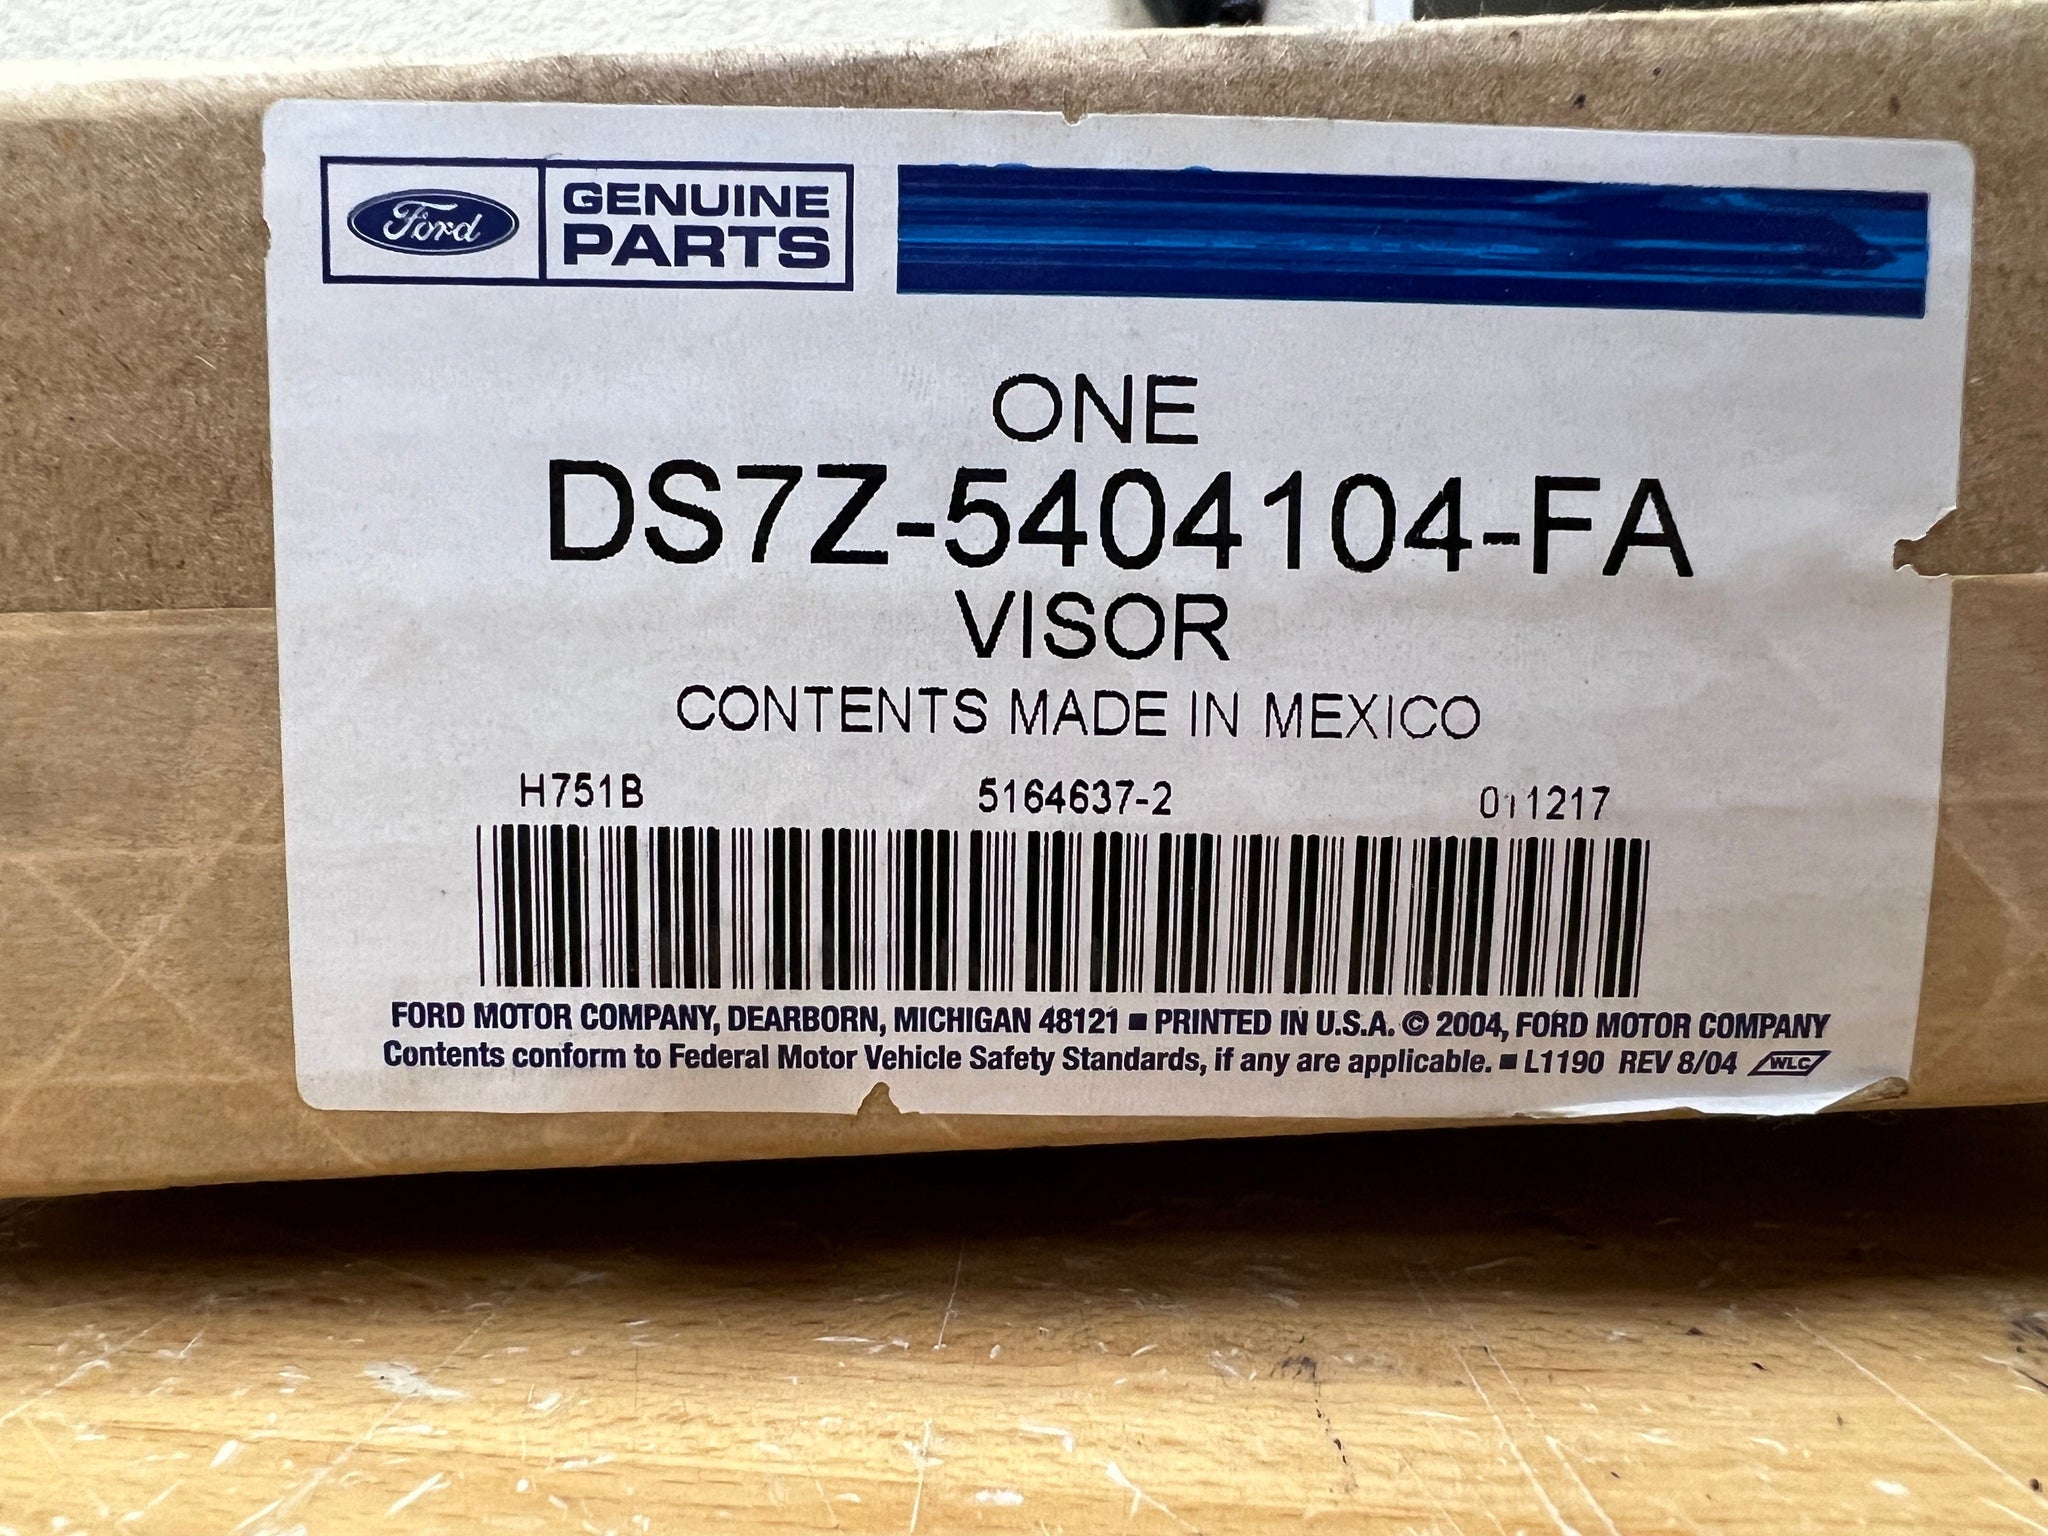 Ford GENUINE
PARTS
ONE
DS7Z-5404104-FA
VISOR
CONTENTS MADE IN MEXICO
H751B 5164637-2 011217
FORD MOTOR COMPANY, DEARBORN, MICHIGAN 48121 ■ PRINTED IN U.S.A. © 2004, FORD MOTOR COMPANY
Contents conform to Federal Motor Vehicle Safety Standards, if any are applicable. ■ L1190 REV 8/04 WLC